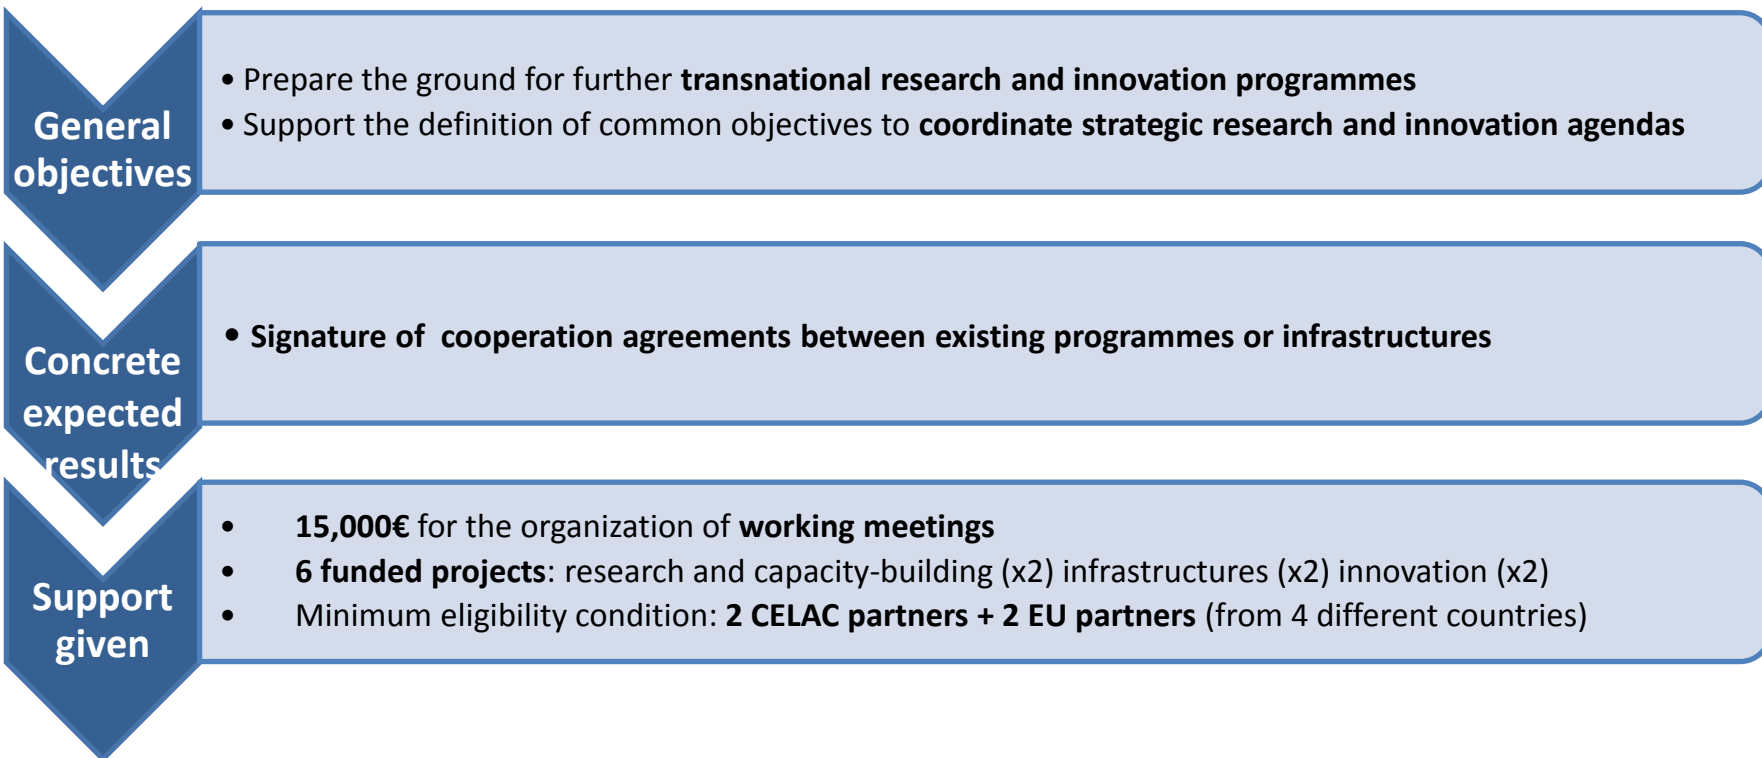 General
objectives
• Prepare the ground for further transnational research and innovation programmes
• Support the definition of common objectives to coordinate strategic research and innovation agendas
Concrete
expected
results
• Signature of  cooperation agreements between existing programmes or infrastructures
Support
given
• 15,000€ for the organization of working meetings
• 6 funded projects: research and capacity-building (x2) infrastructures (x2) innovation (x2)
• Minimum eligibility condition: 2 CELAC partners + 2 EU partners (from 4 different countries)